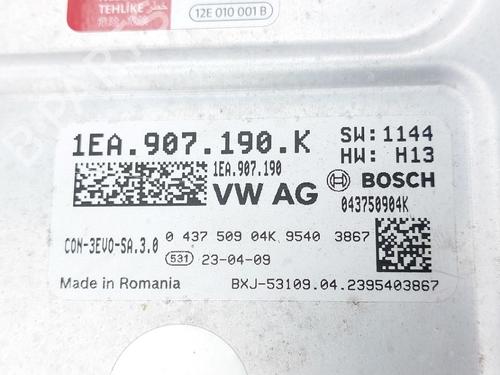 TEHLİKE
12E 010 001 B
1EA.907.190.K
SW:1144
HW: H13
1EA.907.190
VW AG
BOSCH
043750904K
CON-3EVO-SA.3.0
0 437 509 04K 9540 3867
531 23-04-09
Made in Romania
BXJ-53109.04.2395403867